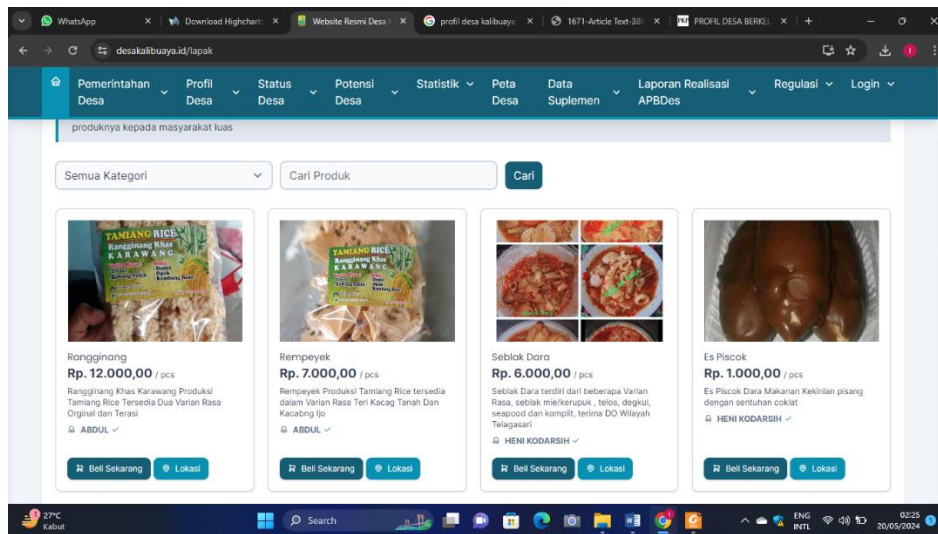 WhatsApp
Download Highchart
Website Resmi Desa
profil desa kalibuaya
1671-Article Text-380
PROFIL DESA BERKEL
desakalibuaya.id/lapak
Pemerintahan Desa
Profil Desa
Status Desa
Potensi Desa
Statistik
Peta Desa
Data Suplemen
Laporan Realisasi APBDes
Regulasi
Login
produknya kepada masyarakat luas
Semua Kategori
Cari Produk
Cari
TAMIANG RICE
Rangginang Khas
KARAWANG
Rangginang
Rp. 12.000,00 / pcs
Rangginang Khas Karawang Produksi
Tamiang Rice Tersedia Dua Varian Rasa
Orginal dan Terasi
ABDUL
Beli Sekarang
Lokasi
TAMIANG RICE
Rangginang Khas
KARAWANG
Rempeyek
Rp. 7.000,00 / pcs
Rempeyek Produksi Tamiang Rice tersedia
dalam Varian Rasa Teri Kacag Tanah Dan
Kacabng Ijo
ABDUL
Beli Sekarang
Lokasi
Seblak Dara
Rp. 6.000,00 / pcs
Seblak Dara terdiri dari beberapa Varian
Rasa, seblak mie/kerupuk , telos, degkul,
seapood dan komplit, terima DO Wilayah
Telagasari
HENI KODARSIH
Beli Sekarang
Lokasi
Es Piscok
Rp. 1.000,00 / pcs
Es Piscok Dara Makanan Kekinlan pisang
dengan sentuhan coklat
HENI KODARSIH
Beli Sekarang
Lokasi
27°C
Kabut
Search
ENG
INTL
02:25
20/05/2024